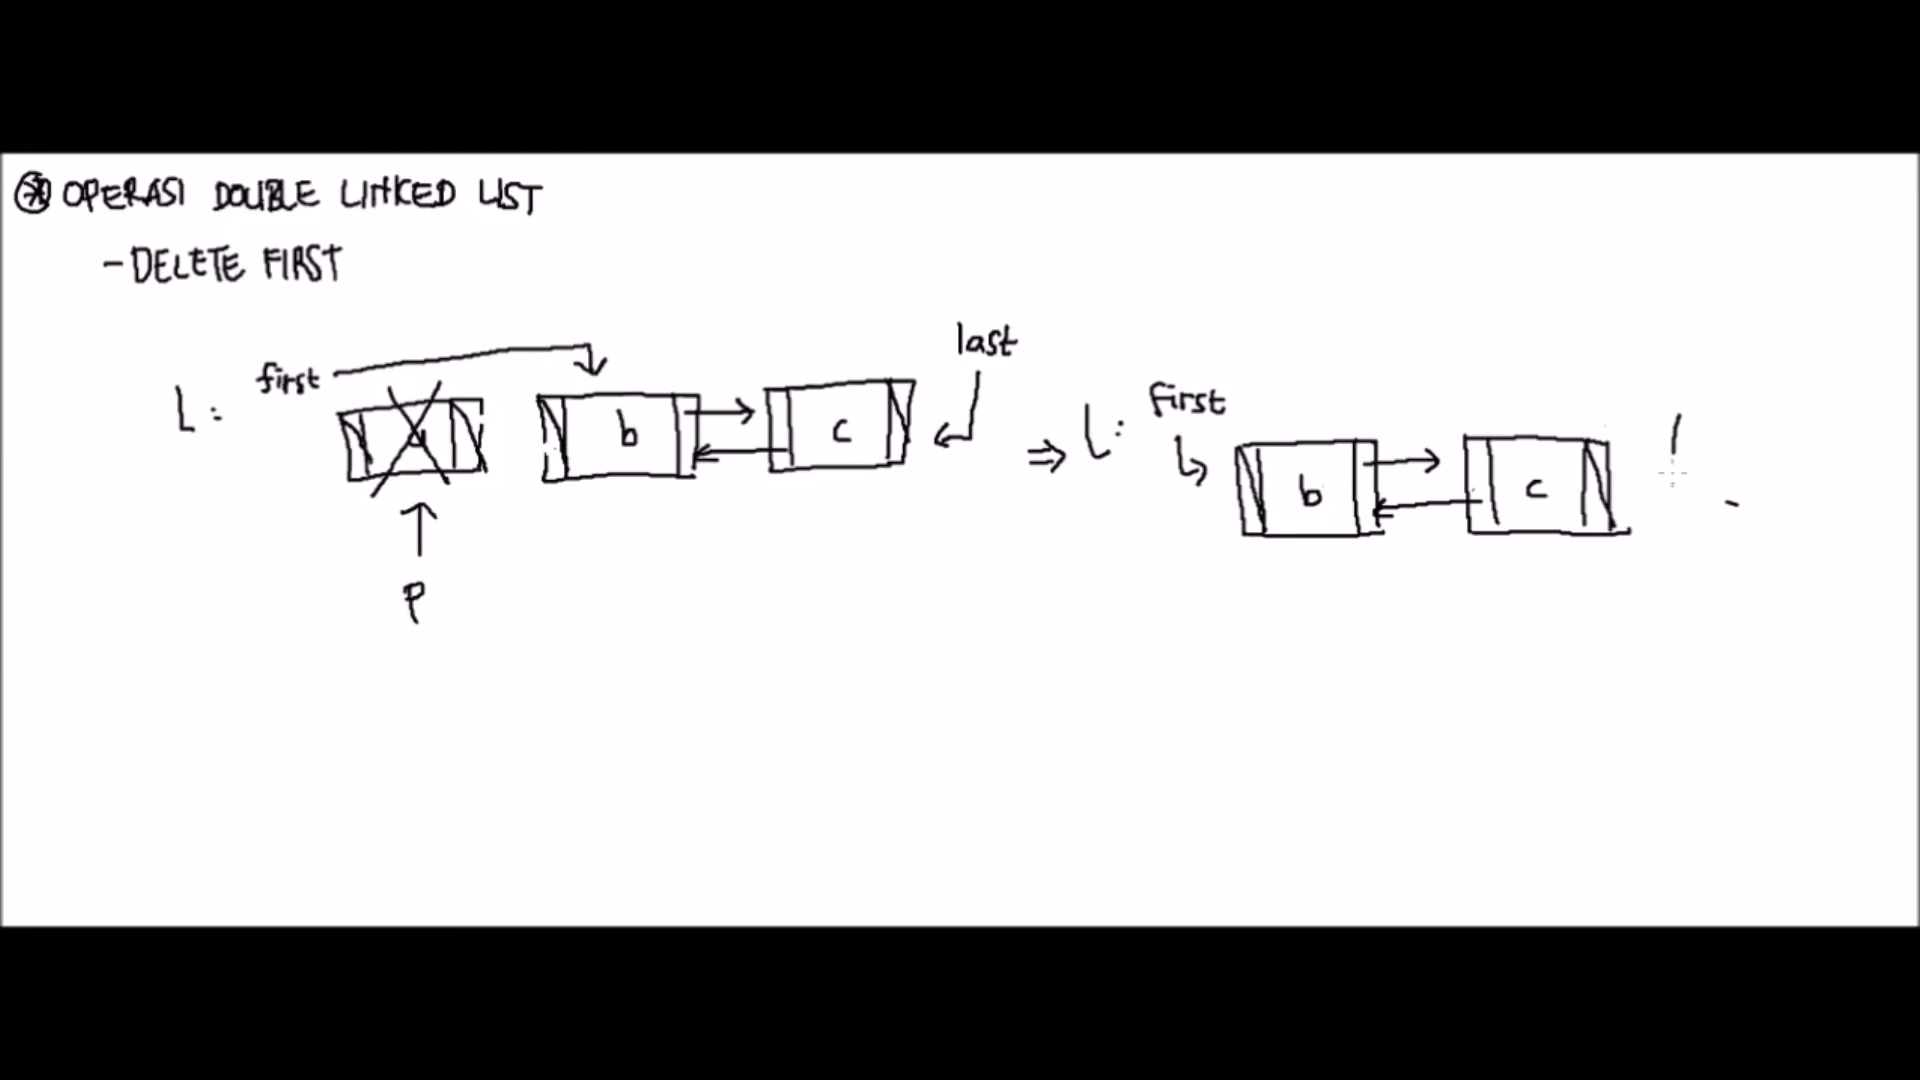 ⊛ OPERASI DOUBLE LINKED LIST
- DELETE FIRST
L: first last
b c
P
⇒ L: first
b c